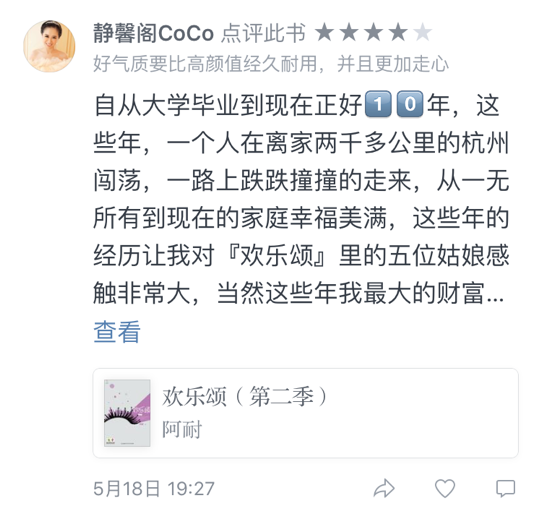 静馨阁CoCo 点评此书 ★★★★★
好气质要比高颜值经久耐用，并且更加走心
自从大学毕业到现在正好1️⃣0️⃣年，这
些年，一个人在离家两千多公里的杭州
闯荡，一路上跌跌撞撞的走来，从一无
所有到现在的家庭幸福美满，这些年的
经历让我对『欢乐颂』里的五位姑娘感
触非常大，当然这些年我最大的财富...
查看
欢乐颂（第二季）
阿耐
5月18日 19:27